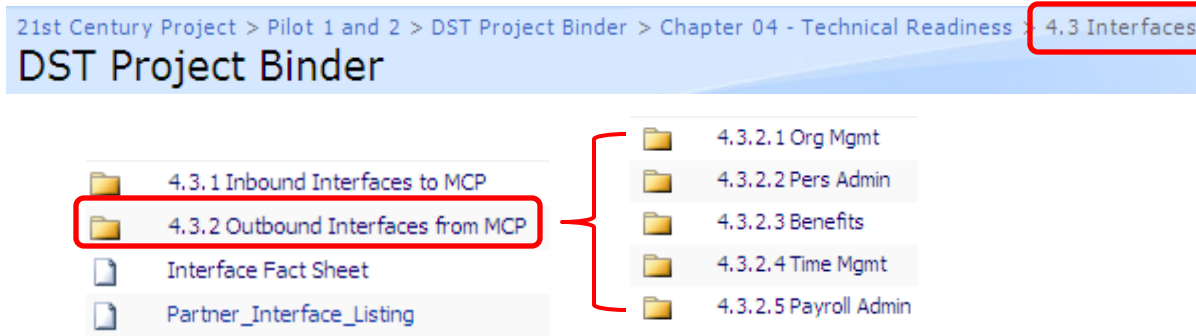 21st Century Project > Pilot 1 and 2 > DST Project Binder > Chapter 04 - Technical Readiness > 4.3 Interfaces
DST Project Binder
4.3.1 Inbound Interfaces to MCP
4.3.2 Outbound Interfaces from MCP
Interface Fact Sheet
Partner_Interface_Listing
4.3.2.1 Org Mgmt
4.3.2.2 Pers Admin
4.3.2.3 Benefits
4.3.2.4 Time Mgmt
4.3.2.5 Payroll Admin